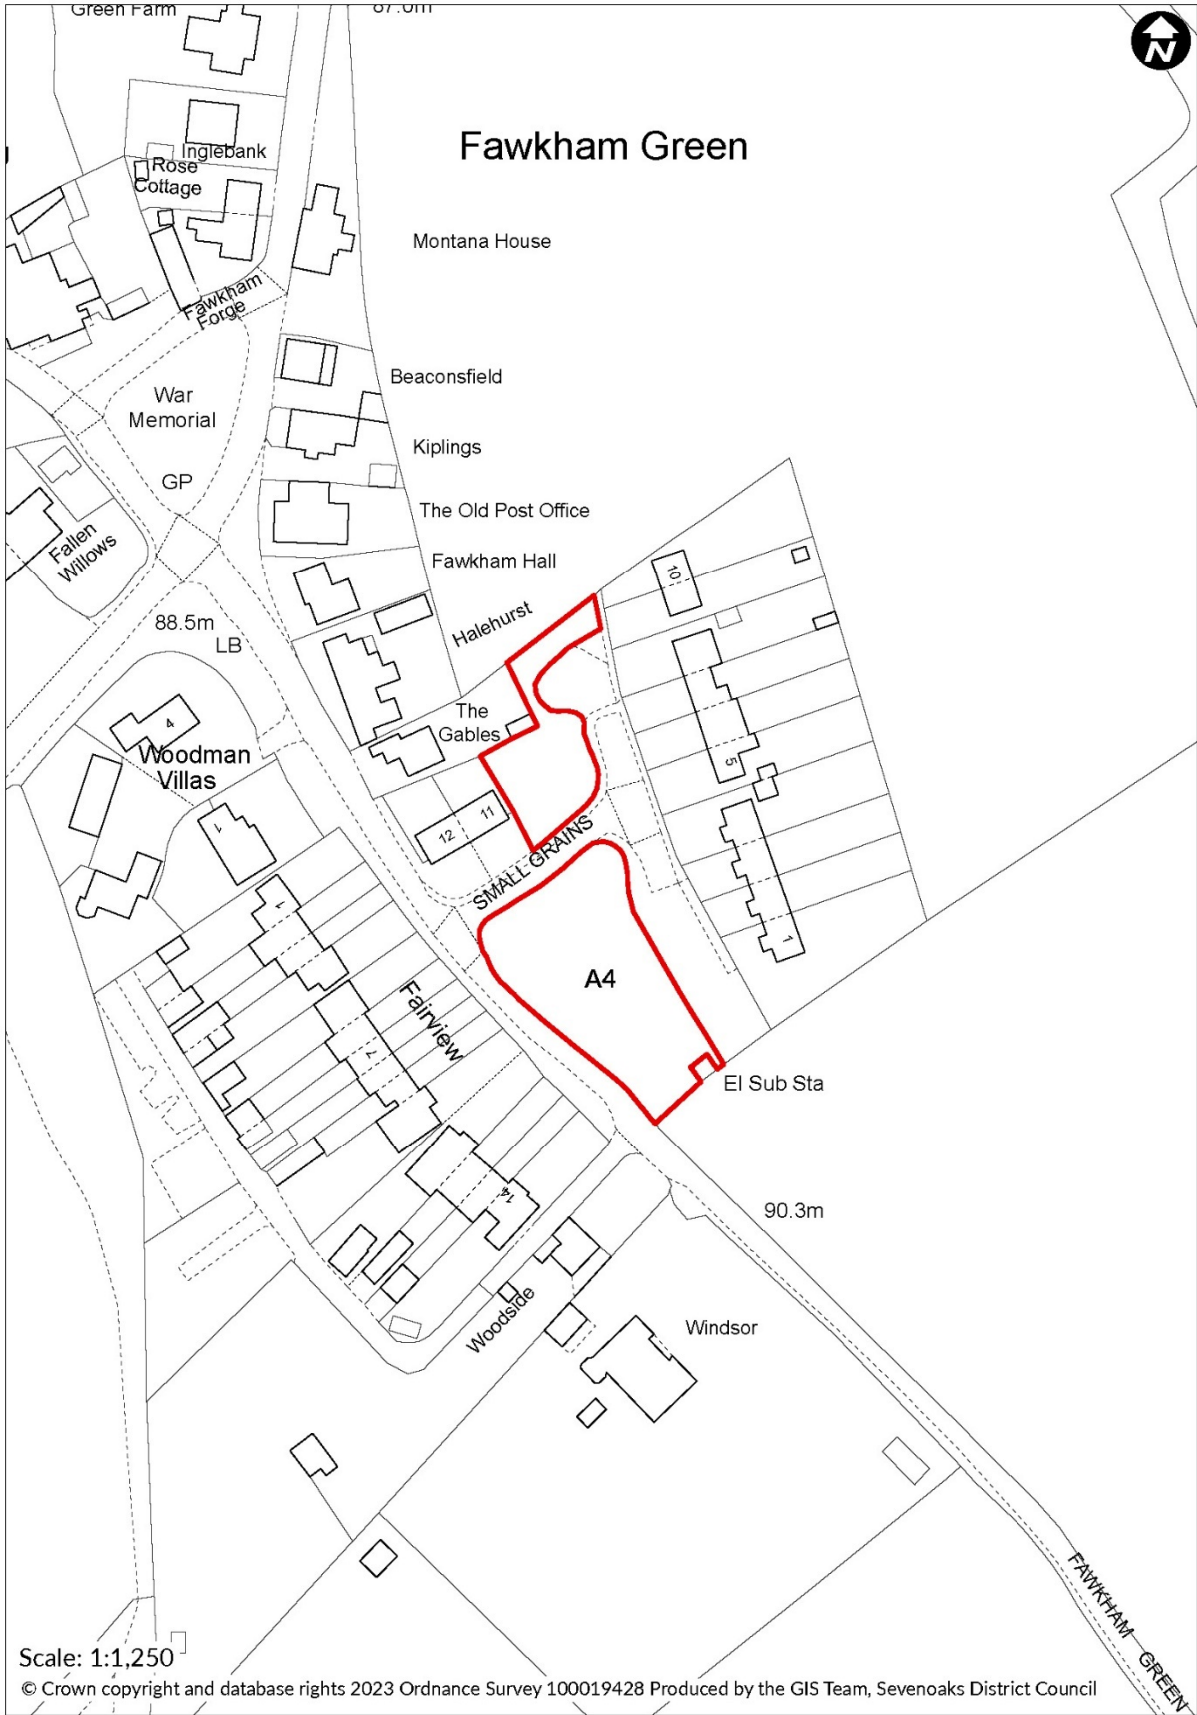 Green Farm
87.0m
N
Fawkham Green
Inglebank
Rose
Cottage
Montana House
Fawkham
Forge
Beaconsfield
War
Memorial
Kiplings
GP
The Old Post Office
Fallen
Willows
Fawkham Hall
10
Halehurst
88.5m
LB
The
Gables
4
Woodman
Villas
5
11
12
1
SMALL GRAINS
1
1
A4
Fairview
7
El Sub Sta
14
90.3m
Woodside
Windsor
FAWKHAM GREEN
Scale: 1:1,250
© Crown copyright and database rights 2023 Ordnance Survey 100019428 Produced by the GIS Team, Sevenoaks District Council